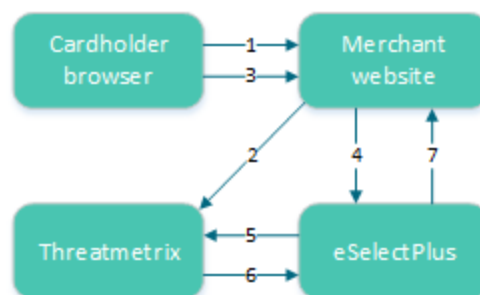 Cardholder
browser
1
3
Merchant
website
2
4
7
Threatmetrix
5
6
eSelectPlus